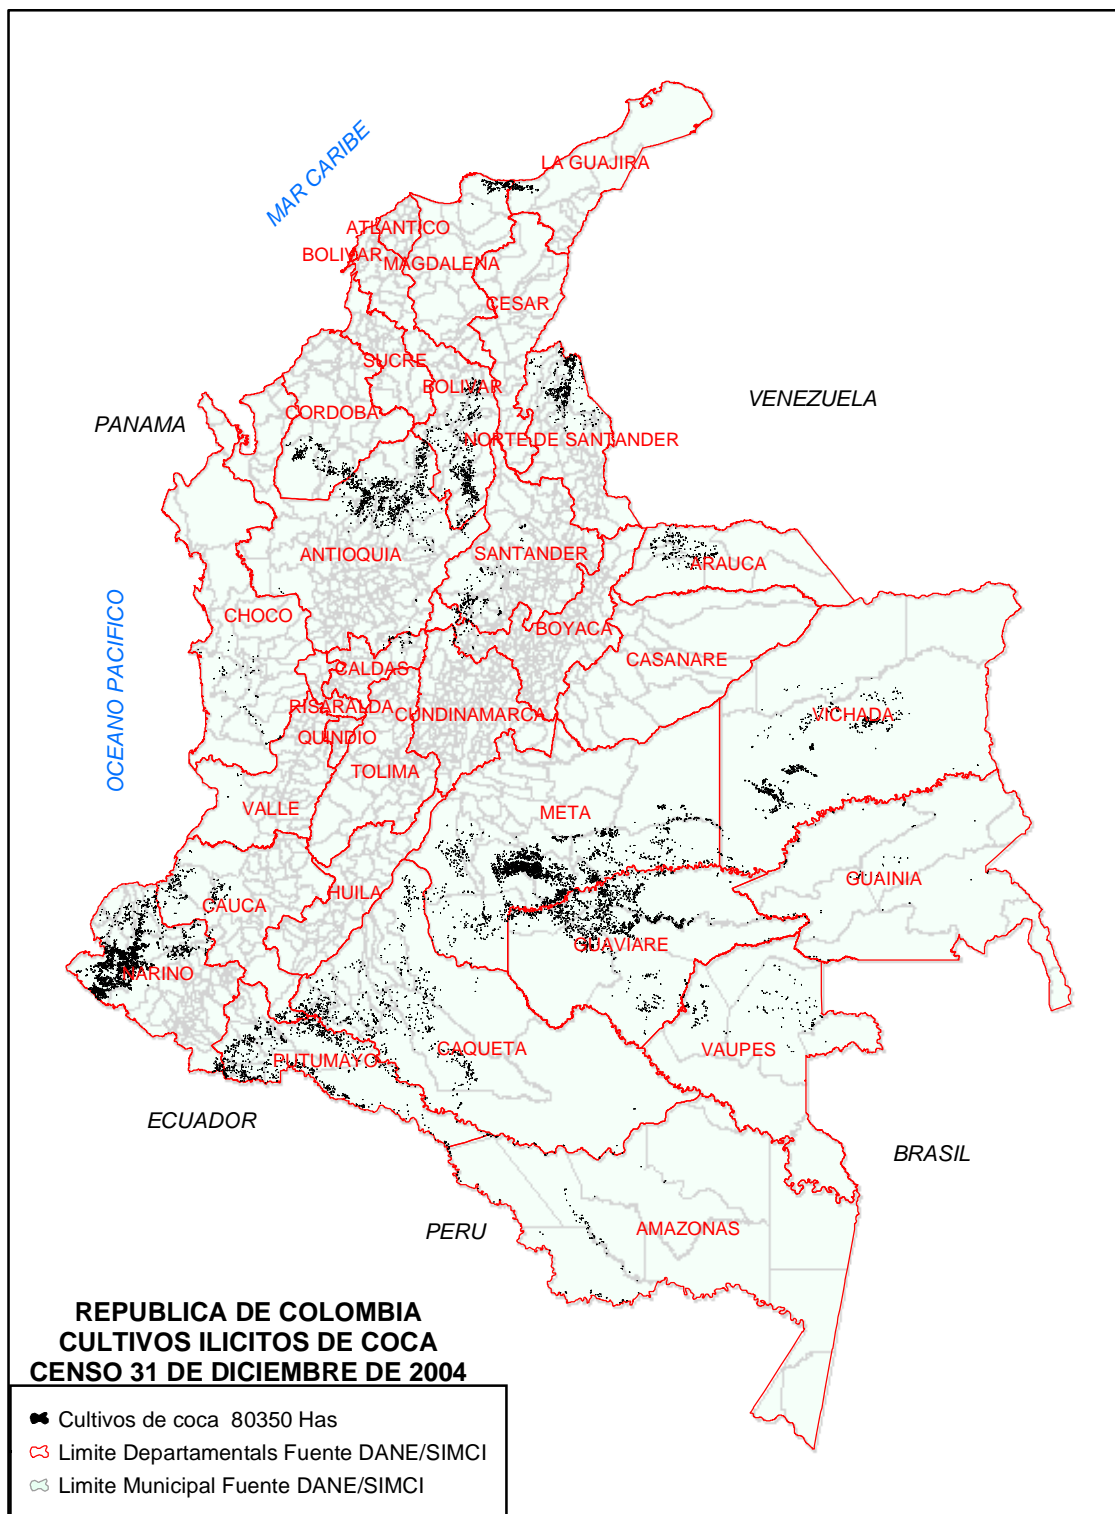 MAR CARIBE
LA GUAJIRA
ATLANTICO
BOLIVAR
MAGDALENA
CESAR
SUCRE
BOLIVAR
VENEZUELA
PANAMA
CORDOBA
NORTE DE SANTANDER
ANTIOQUIA
SANTANDER
ARAUCA
OCEANO PACIFICO
CHOCO
BOYACA
CASANARE
CALDAS
RISARALDA
CUNDINAMARCA
VICHADA
QUINDIO
TOLIMA
VALLE
META
HUILA
GUAINIA
CAUCA
GUAVIARE
NARINO
CAQUETA
VAUPES
PUTUMAYO
ECUADOR
BRASIL
PERU
AMAZONAS
REPUBLICA DE COLOMBIA
CULTIVOS ILICITOS DE COCA
CENSO 31 DE DICIEMBRE DE 2004
Cultivos de coca 80350 Has
Limite Departamentals Fuente DANE/SIMCI
Limite Municipal Fuente DANE/SIMCI